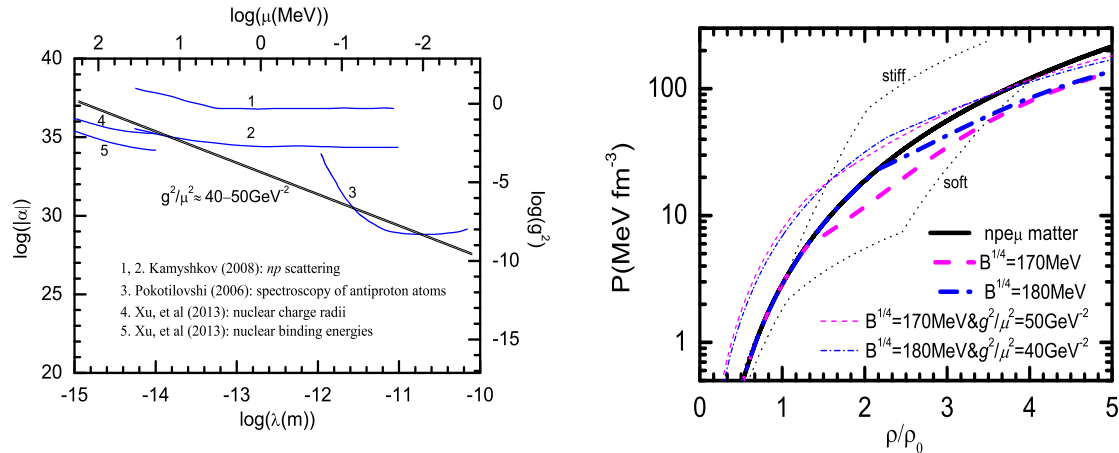 log(μ(MeV))
2 1 0 -1 -2
40
35
30
25
20
log(|α|)
1
2
3
4
5
g²/μ² ≈ 40–50GeV⁻²
1, 2. Kamyshkov (2008): np scattering
3. Pokotilovshi (2006): spectroscopy of antiproton atoms
4. Xu, et al (2013): nuclear charge radii
5. Xu, et al (2013): nuclear binding energies
0
-5
-10
-15
log(g²)
-15 -14 -13 -12 -11 -10
log(λ(m))
100
10
1
P(MeV fm⁻³)
stiff
soft
npeμ matter
B^1/4=170MeV
B^1/4=180MeV
B^1/4=170MeV&g²/μ²=50GeV⁻²
B^1/4=180MeV&g²/μ²=40GeV⁻²
0 1 2 3 4 5
ρ/ρ₀